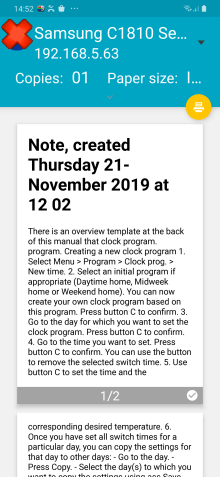 14:52
Samsung C1810 Se...
192.168.5.63
Copies: 01 Paper size: I...
Note, created
Thursday 21-
November 2019 at
12 02
There is an overview template at the back
of this manual that clock program.
program. Creating a new clock program 1.
Select Menu > Program > Clock prog. >
New time. 2. Select an initial program if
appropriate (Daytime home, Midweek
home or Weekend home). You can now
create your own clock program based on
this program. Press button C to confirm. 3.
Go to the day for which you want to set the
clock program. Press button C to confirm.
4. Go to the time you want to set. Press
button C to confirm. You can use the button
to remove the selected switch time. 5. Use
button C to set the time and the
1/2
corresponding desired temperature. 6.
Once you have set all switch times for a
particular day, you can copy the settings for
that day to other days: - Go to the day. -
Press Copy. - Select the day(s) to which you